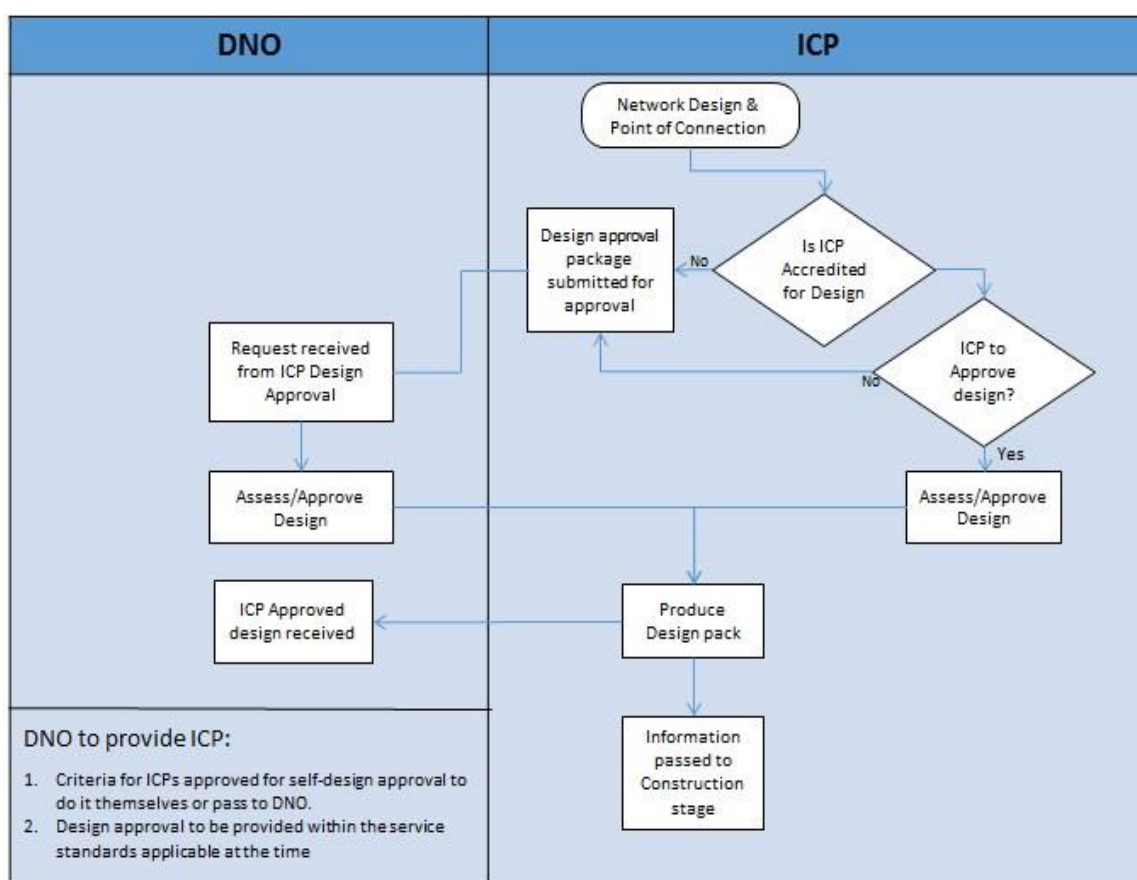 DNO
ICP
Network Design &
Point of Connection
Is ICP
Accredited
for Design
No
Design approval
package
submitted for
approval
ICP to
Approve
design?
No
Yes
Request received
from ICP Design
Approval
Assess/Approve
Design
Assess/Approve
Design
Produce
Design pack
ICP Approved
design received
Information
passed to
Construction
stage
DNO to provide ICP:
1. Criteria for ICPs approved for self-design approval to
do it themselves or pass to DNO.
2. Design approval to be provided within the service
standards applicable at the time